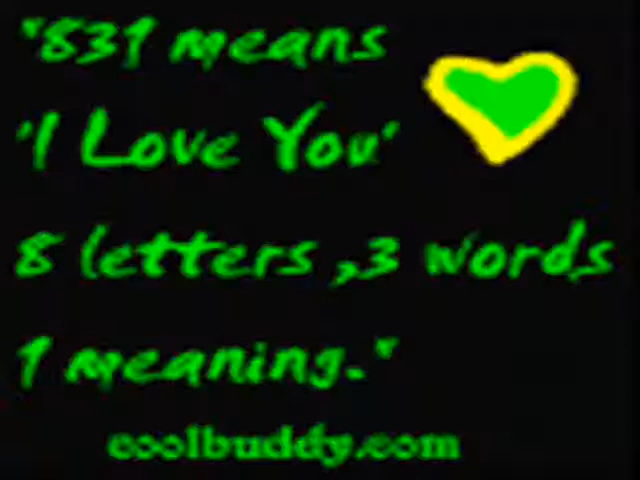 "831 means
'I Love You'
8 letters ,3 words
1 meaning."
coolbuddy.com